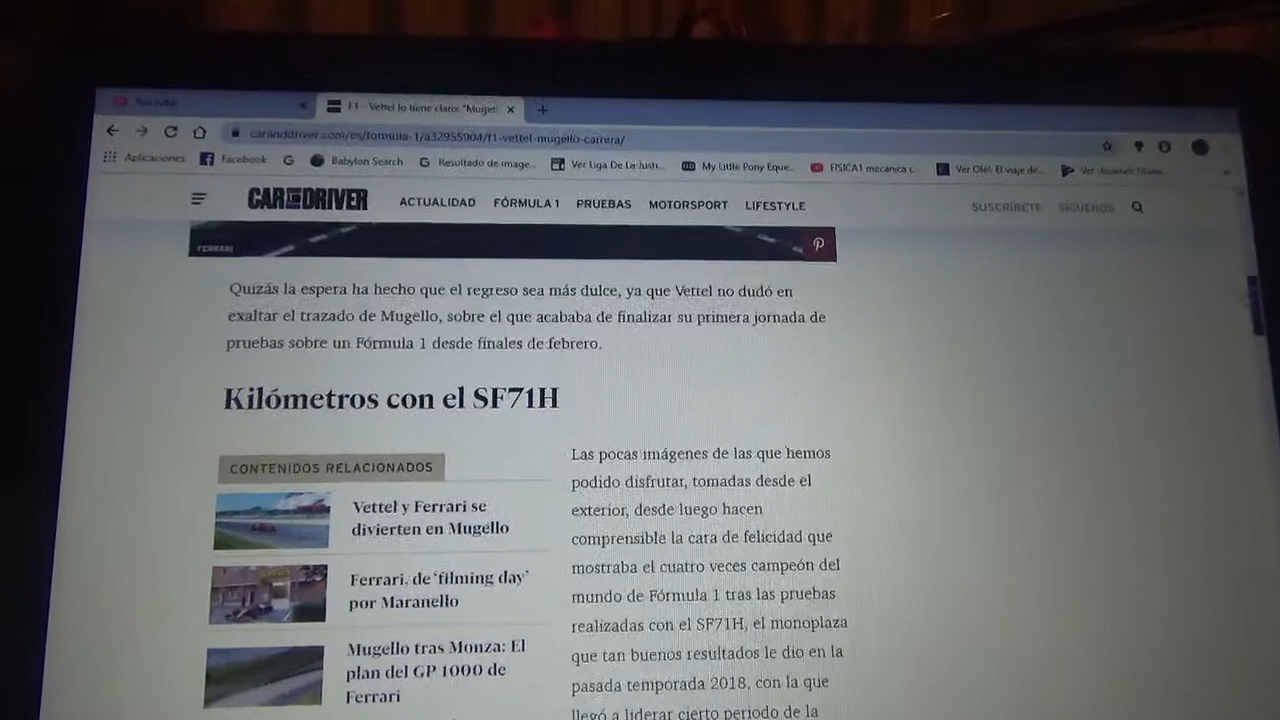 YouTube
F1 - Vettel lo tiene claro: "Mugel
caranddriver.com/es/formula-1/a32955904/f1-vettel-mugello-carrera/
Aplicaciones
Facebook
Babylon Search
Resultado de image...
Ver Liga De La Justi...
My Little Pony Eque...
FISICA1 mecanica c...
Ver Olé! El viaje de...
CAR AND DRIVER
ACTUALIDAD
FÓRMULA 1
PRUEBAS
MOTORSPORT
LIFESTYLE
SUSCRÍBETE
SÍGUENOS
FERRARI
Quizás la espera ha hecho que el regreso sea más dulce, ya que Vettel no dudó en
exaltar el trazado de Mugello, sobre el que acababa de finalizar su primera jornada de
pruebas sobre un Fórmula 1 desde finales de febrero.
Kilómetros con el SF71H
CONTENIDOS RELACIONADOS
Vettel y Ferrari se
divierten en Mugello
Ferrari, de 'filming day'
por Maranello
Mugello tras Monza: El
plan del GP 1000 de
Ferrari
Las pocas imágenes de las que hemos
podido disfrutar, tomadas desde el
exterior, desde luego hacen
comprensible la cara de felicidad que
mostraba el cuatro veces campeón del
mundo de Fórmula 1 tras las pruebas
realizadas con el SF71H, el monoplaza
que tan buenos resultados le dio en la
pasada temporada 2018, con la que
llegó a liderar cierto periodo de la